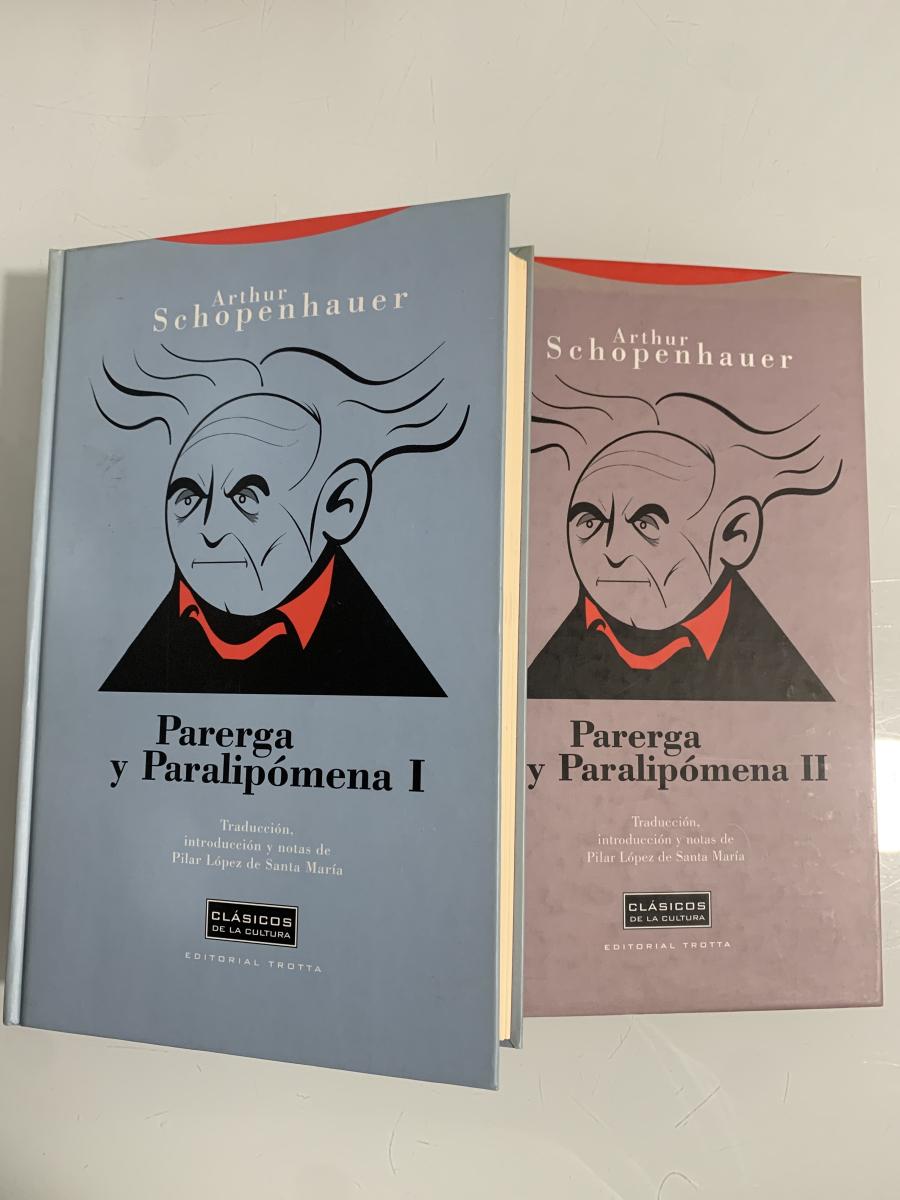 Arthur
Schopenhauer
Parerga
y Paralipómena I
Traducción,
introducción y notas de
Pilar López de Santa María
CLÁSICOS
DE LA CULTURA
EDITORIAL TROTTA
Arthur
Schopenhauer
Parerga
y Paralipómena II
Traducción,
introducción y notas de
Pilar López de Santa María
CLÁSICOS
DE LA CULTURA
EDITORIAL TROTTA